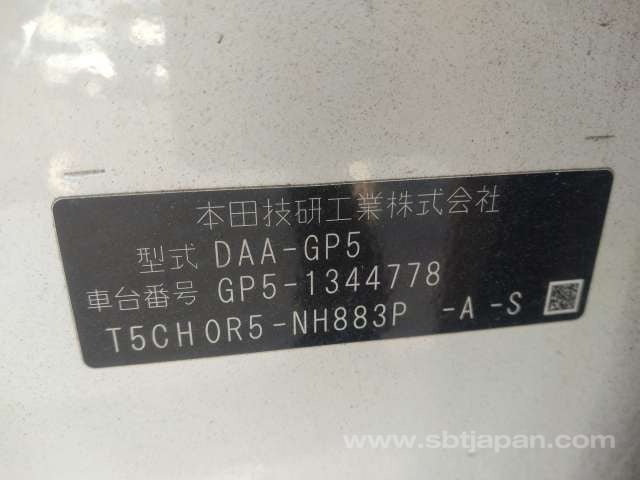 本田技研工業株式会社
型式 DAA-GP5
車台番号 GP5-1344778
T5CH0R5-NH883P -A -S
www.sbtjapan.com